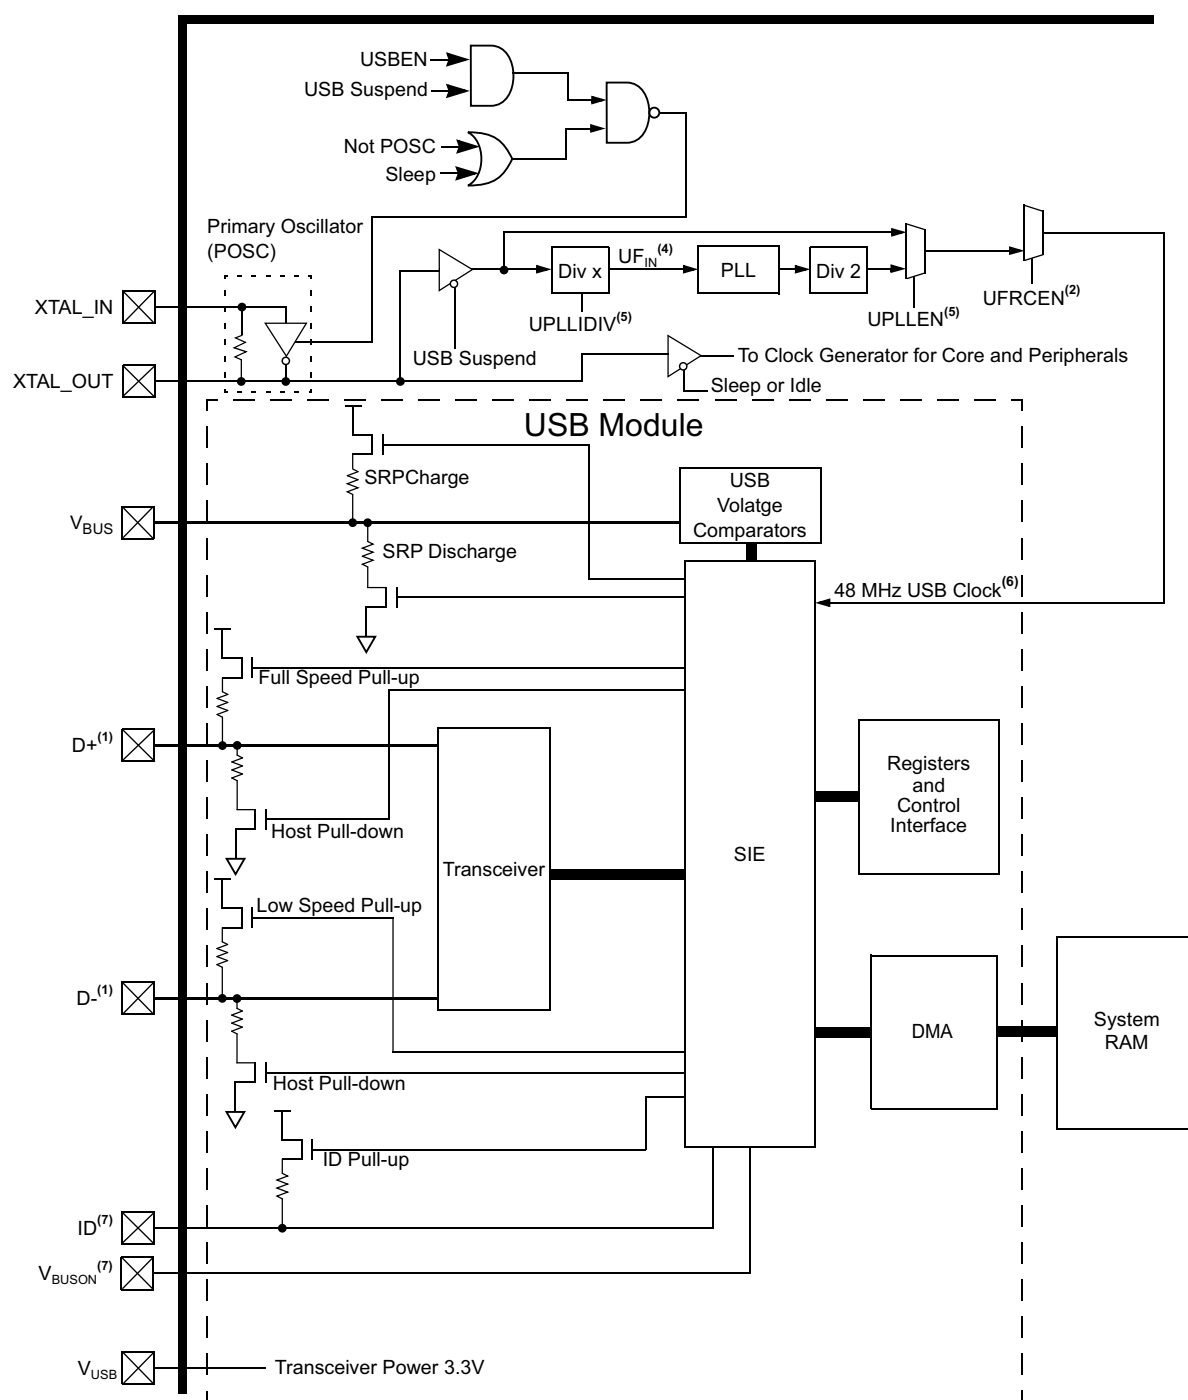 USBEN
USB Suspend
Not POSC
Sleep
Primary Oscillator
(POSC)
UF_IN(4)
Div x
PLL
Div 2
UFRCEN(2)
XTAL_IN
UPLLIDIV(5)
UPLLEN(5)
USB Suspend
To Clock Generator for Core and Peripherals
XTAL_OUT
Sleep or Idle
USB Module
SRPCharge
USB
Volatge
Comparators
VBUS
SRP Discharge
48 MHz USB Clock(6)
Full Speed Pull-up
D+(1)
Registers
and
Control
Interface
Host Pull-down
SIE
Transceiver
Low Speed Pull-up
D-(1)
System
RAM
DMA
Host Pull-down
ID Pull-up
ID(7)
VBUSON(7)
VUSB
Transceiver Power 3.3V